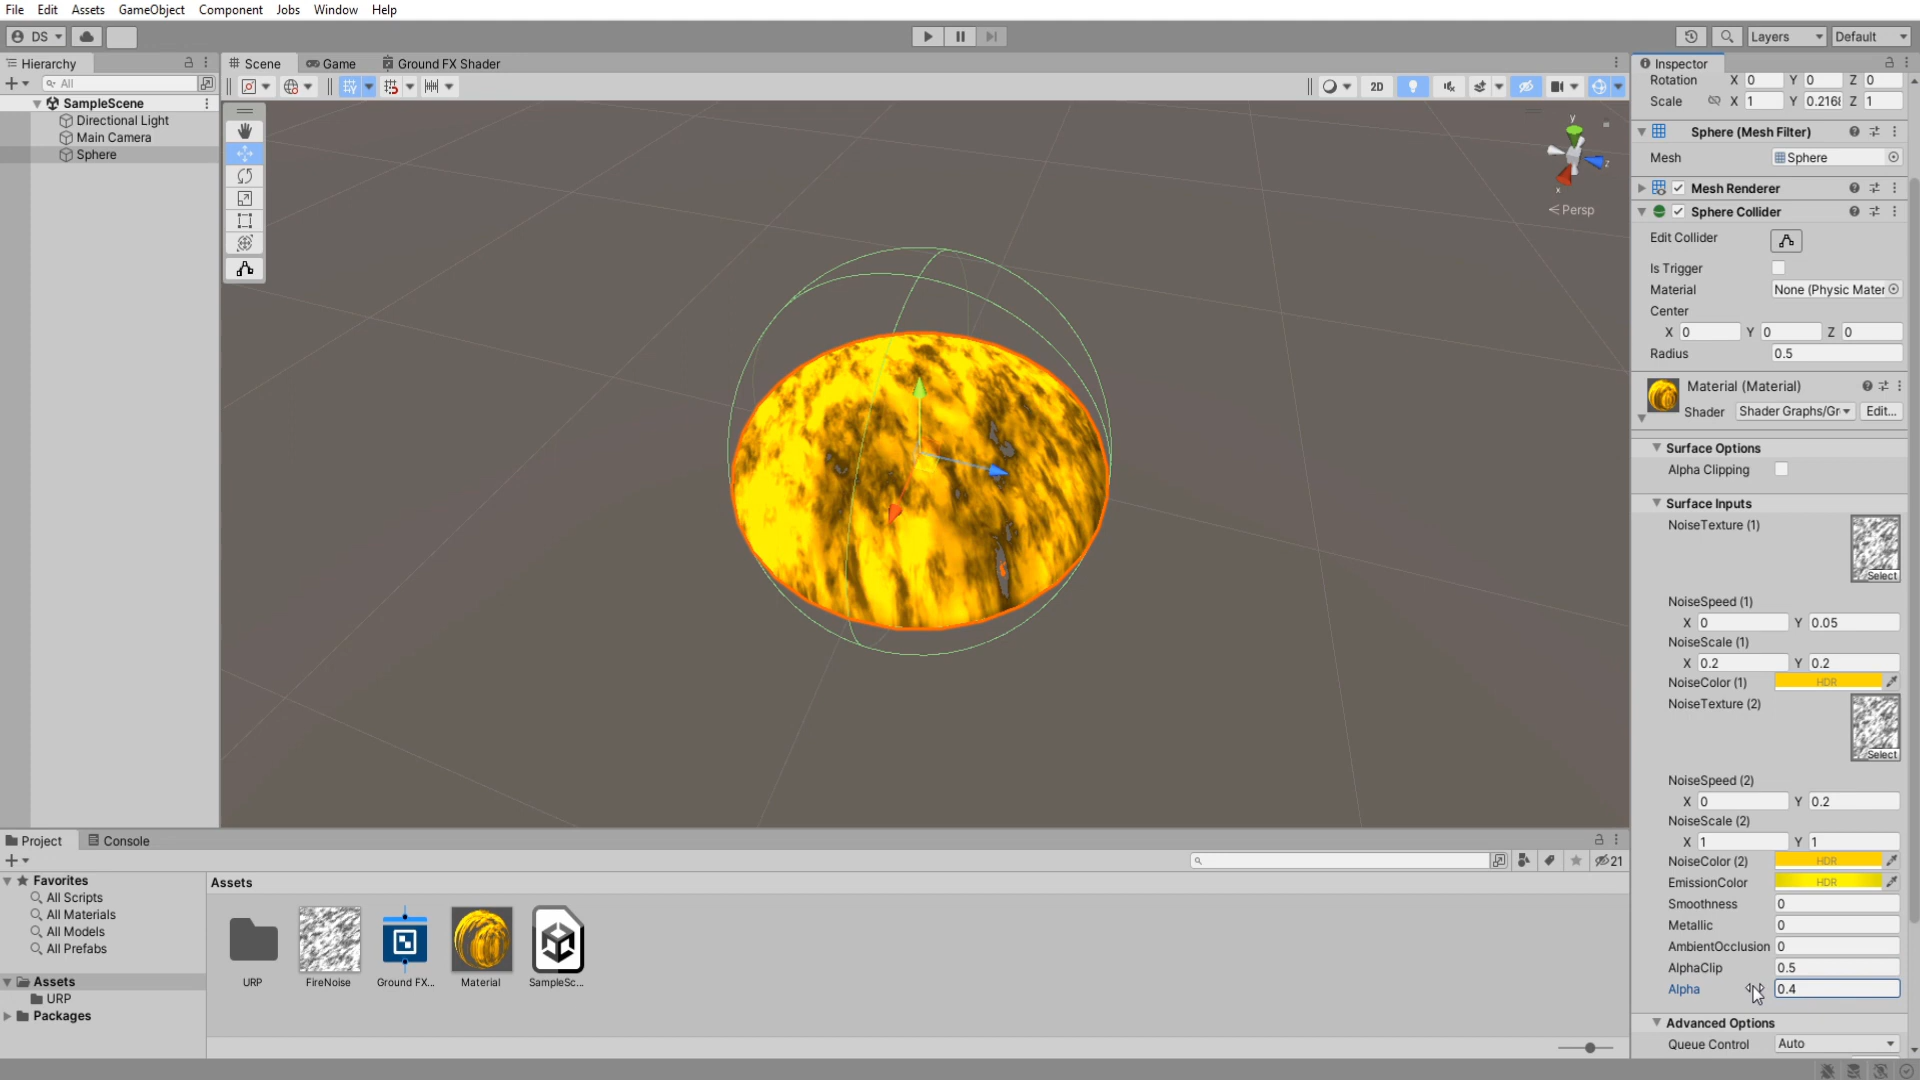 File Edit Assets GameObject Component Jobs Window Help
DS Layers Default
Hierarchy
All
SampleScene
Directional Light
Main Camera
Sphere
Scene Game Ground FX Shader
2D
y
z
x
Persp
Inspector
Rotation X 0 Y 0 Z 0
Scale X 1 Y 0.2168 Z 1
Sphere (Mesh Filter)
Mesh Sphere
Mesh Renderer
Sphere Collider
Edit Collider
Is Trigger
Material None (Physic Mater
Center
X 0 Y 0 Z 0
Radius 0.5
Material (Material)
Shader Shader Graphs/Gr Edit...
Surface Options
Alpha Clipping
Surface Inputs
NoiseTexture (1)
Select
NoiseSpeed (1)
X 0 Y 0.05
NoiseScale (1)
X 0.2 Y 0.2
NoiseColor (1) HDR
NoiseTexture (2)
Select
NoiseSpeed (2)
X 0 Y 0.2
NoiseScale (2)
X 1 Y 1
NoiseColor (2) HDR
EmissionColor HDR
Smoothness 0
Metallic 0
AmbientOcclusion 0
AlphaClip 0.5
Alpha 0.4
Advanced Options
Queue Control Auto
Project Console
21
Favorites
All Scripts
All Materials
All Models
All Prefabs
Assets
URP
Packages
Assets
URP FireNoise Ground FX... Material SampleSc...